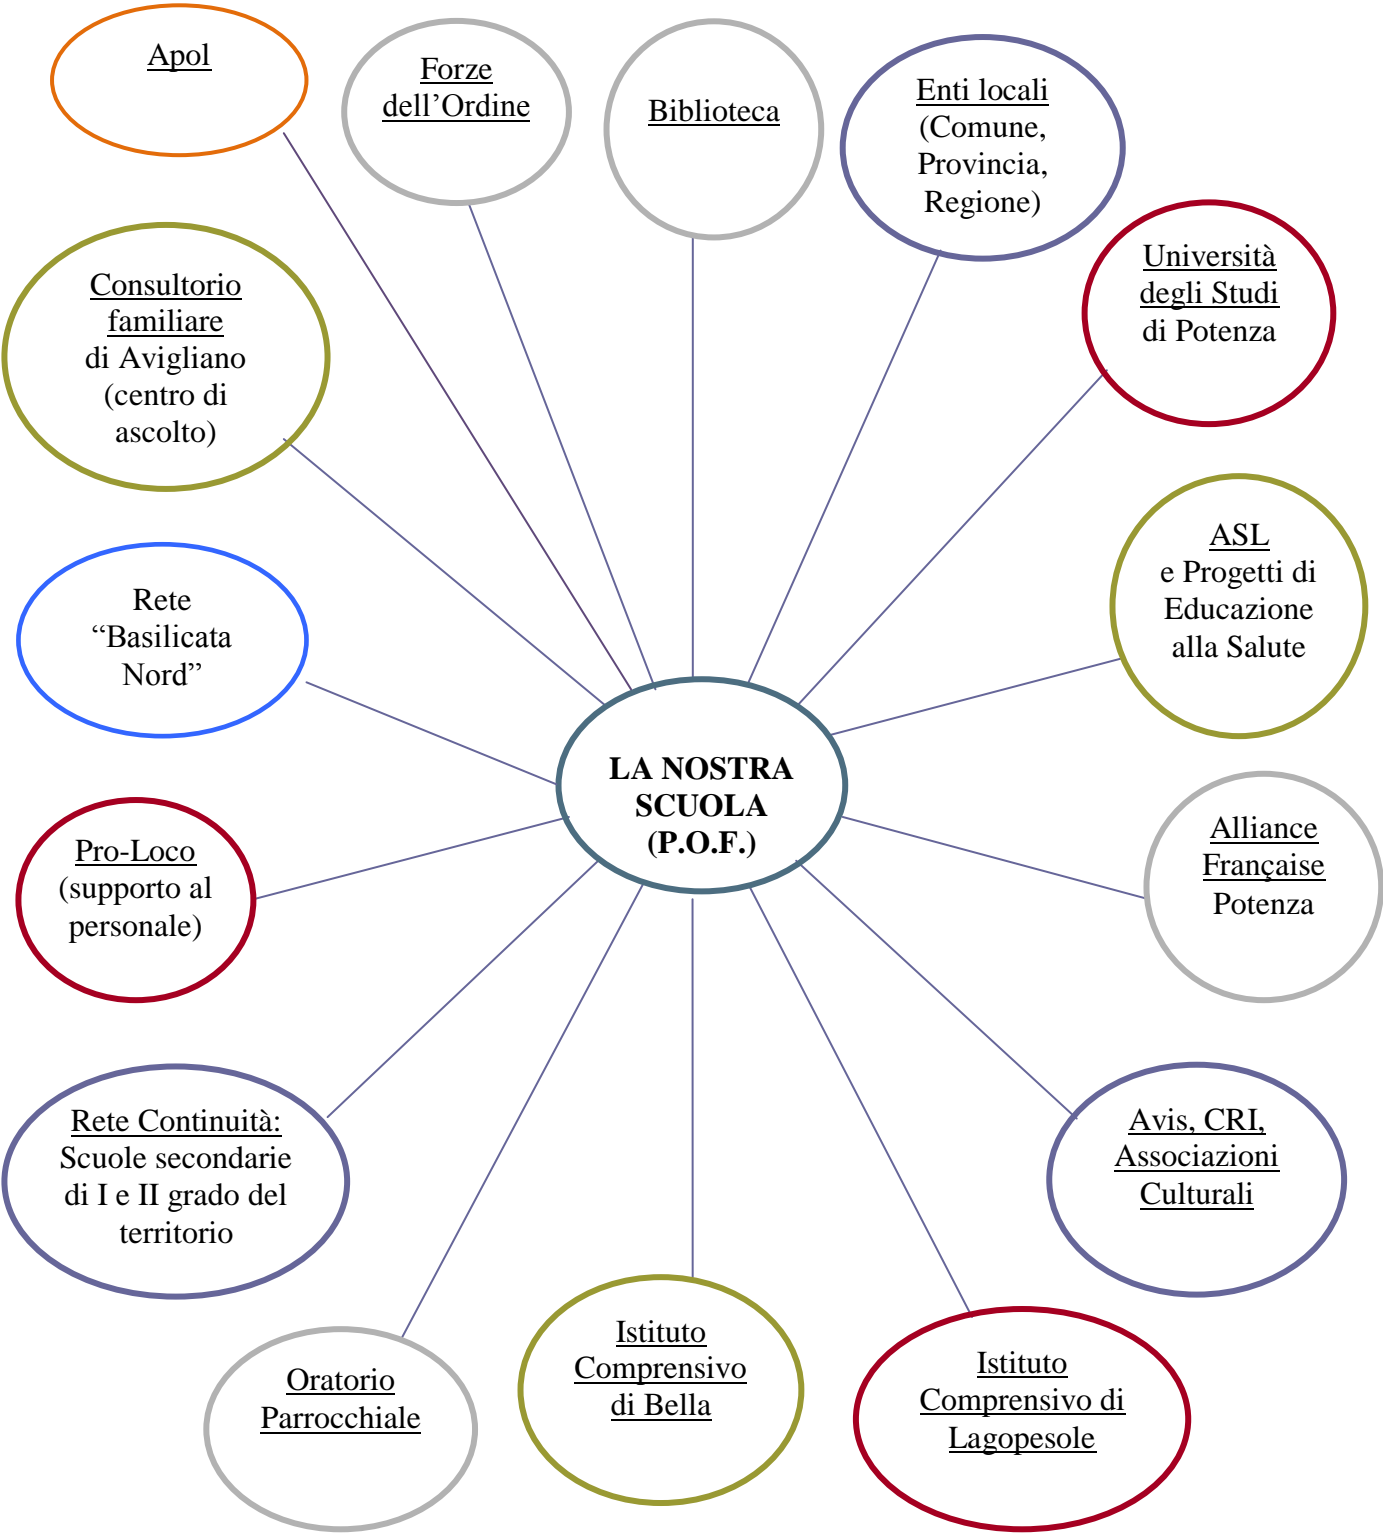 Apol
Forze
dell’Ordine
Biblioteca
Enti locali
(Comune,
Provincia,
Regione)
Università
degli Studi
di Potenza
Consultorio
familiare
di Avigliano
(centro di
ascolto)
ASL
e Progetti di
Educazione
alla Salute
Rete
“Basilicata
Nord”
LA NOSTRA
SCUOLA
(P.O.F.)
Pro-Loco
(supporto al
personale)
Alliance
Française
Potenza
Rete Continuità:
Scuole secondarie
di I e II grado del
territorio
Avis, CRI,
Associazioni
Culturali
Oratorio
Parrocchiale
Istituto
Comprensivo
di Bella
Istituto
Comprensivo di
Lagopesole